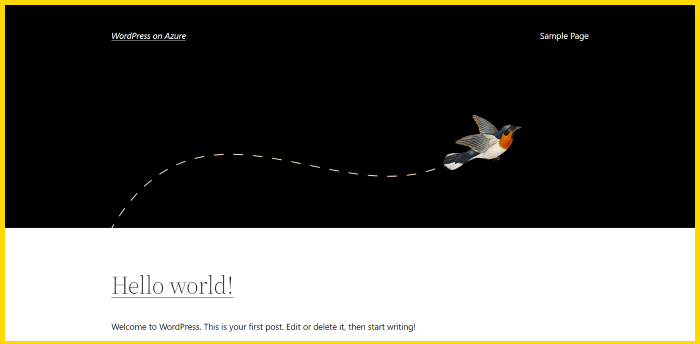 WordPress on Azure
Sample Page
Hello world!
Welcome to WordPress. This is your first post. Edit or delete it, then start writing!